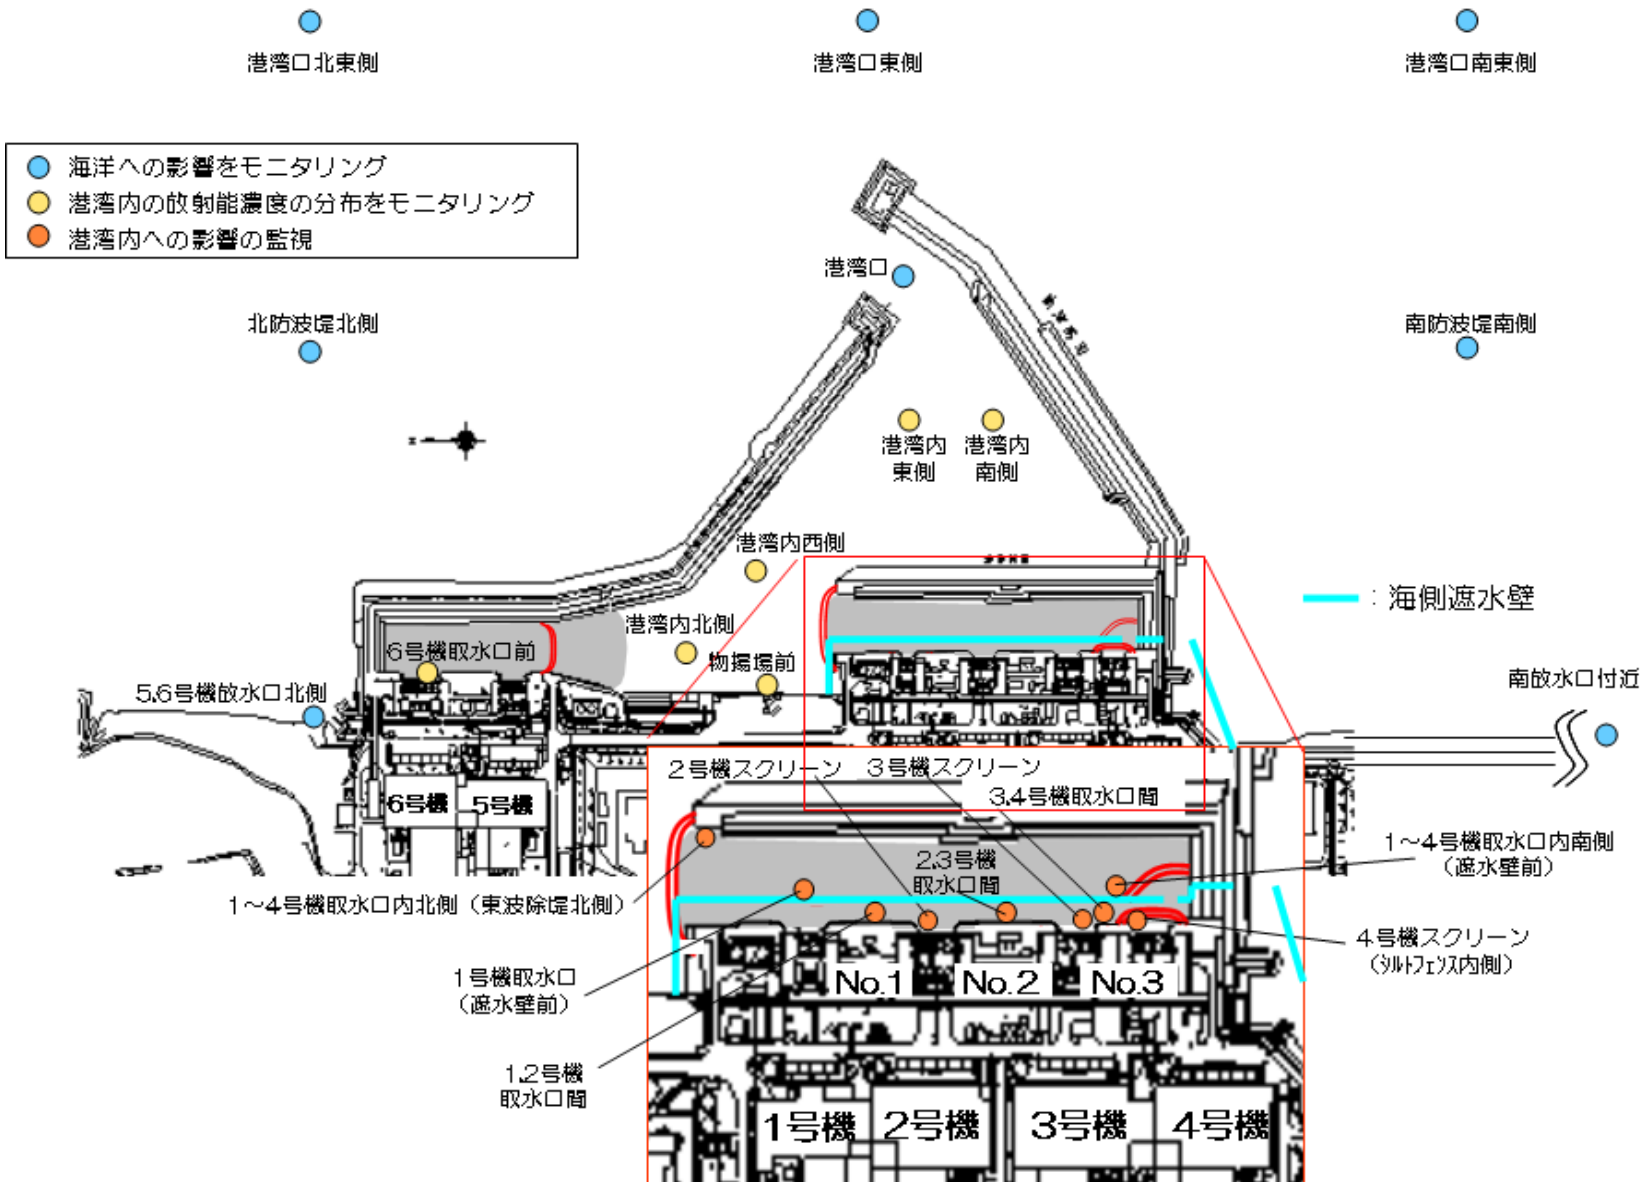 港湾口北東側
港湾口東側
港湾口南東側
海洋への影響をモニタリング
港湾内の放射能濃度の分布をモニタリング
港湾内への影響の監視
港湾口
北防波堤北側
南防波堤南側
港湾内
東側
港湾内
南側
港湾内西側
:海側遮水壁
港湾内北側
6号機取水口前
物揚場前
5,6号機放水口北側
南放水口付近
2号機スクリーン
3号機スクリーン
3,4号機取水口間
6号機
5号機
1～4号機取水口内南側
(遮水壁前)
2,3号機
取水口間
1～4号機取水口内北側(東波除堤北側)
4号機スクリーン
(シルトフェンス内側)
1号機取水口
(遮水壁前)
No.1
No.2
No.3
1,2号機
取水口間
1号機
2号機
3号機
4号機